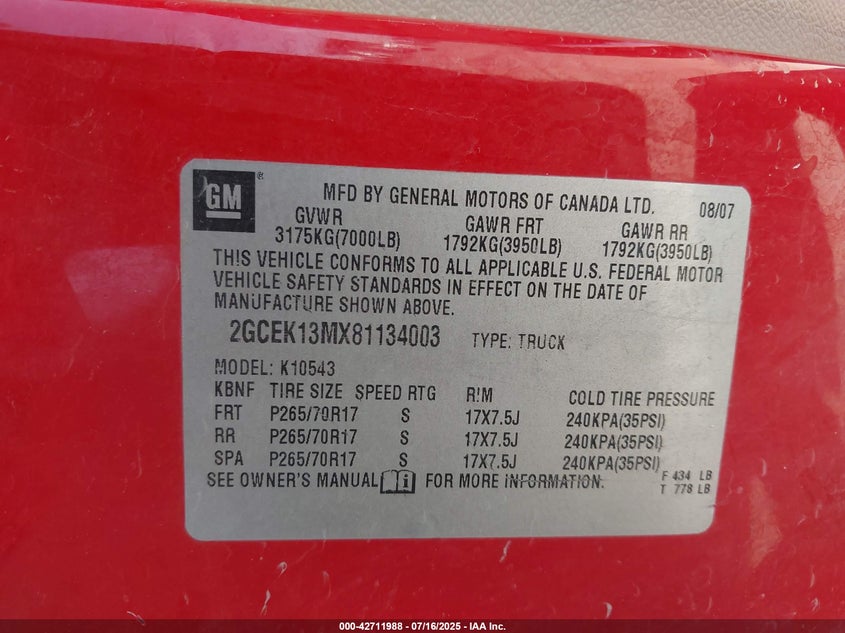 GM ®
MFD BY GENERAL MOTORS OF CANADA LTD. 08/07
GVWR GAWR FRT GAWR RR
3175KG(7000LB) 1792KG(3950LB) 1792KG(3950LB)
THIS VEHICLE CONFORMS TO ALL APPLICABLE U.S. FEDERAL MOTOR
VEHICLE SAFETY STANDARDS IN EFFECT ON THE DATE OF
MANUFACTURE SHOWN ABOVE.
2GCEK13MX81134003 TYPE: TRUCK
MODEL: K10543
KBNF TIRE SIZE SPEED RTG RIM COLD TIRE PRESSURE
FRT P265/70R17 S 17X7.5J 240KPA(35PSI)
RR P265/70R17 S 17X7.5J 240KPA(35PSI)
SPA P265/70R17 S 17X7.5J 240KPA(35PSI)
SEE OWNER'S MANUAL FOR MORE INFORMATION. F 434 LB
T 778 LB
000-42711988 - 07/16/2025 - IAA Inc.